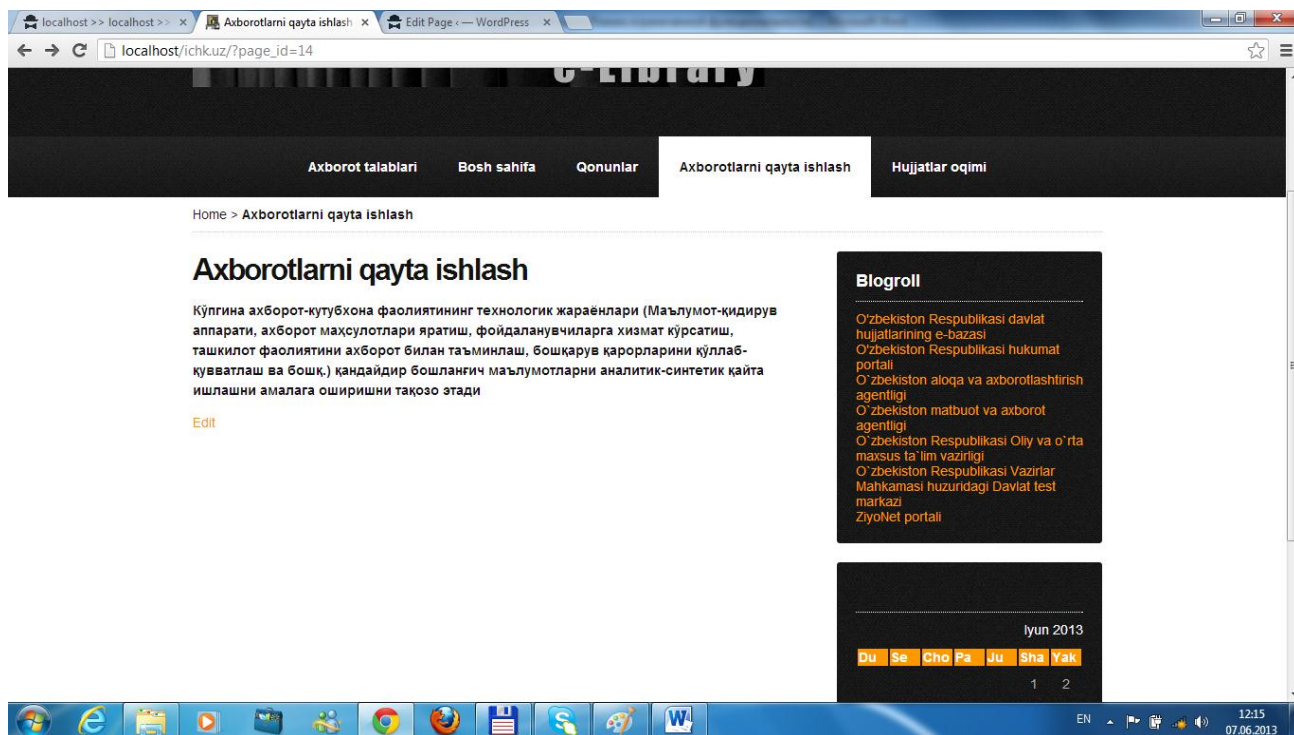 localhost >> localhost >>
Axborotlarni qayta ishlash
Edit Page ‹ — WordPress
localhost/ichk.uz/?page_id=14
e-Library
Axborot talablari
Bosh sahifa
Qonunlar
Axborotlarni qayta ishlash
Hujjatlar oqimi
Home > Axborotlarni qayta ishlash
Axborotlarni qayta ishlash
Кўпгина ахборот-кутубхона фаолиятининг технологик жараёнлари (Маълумот-қидирув
аппарати, ахборот маҳсулотлари яратиш, фойдаланувчиларга хизмат кўрсатиш,
ташкилот фаолиятини ахборот билан таъминлаш, бошқарув қарорларини қўллаб-
қувватлаш ва бошқ.) қандайдир бошланғич маълумотларни аналитик-синтетик қайта
ишлашни амалага оширишни тақозо этади
Edit
Blogroll
O'zbekiston Respublikasi davlat
hujjatlarining e-bazasi
O'zbekiston Respublikasi hukumat
portali
O`zbekiston aloqa va axborotlashtirish
agentligi
O`zbekiston matbuot va axborot
agentligi
O`zbekiston Respublikasi Oliy va o`rta
maxsus ta`lim vazirligi
O`zbekiston Respublikasi Vazirlar
Mahkamasi huzuridagi Davlat test
markazi
ZiyoNet portali
Iyun 2013
Du Se Cho Pa Ju Sha Yak
1 2
EN
12:15
07.06.2013